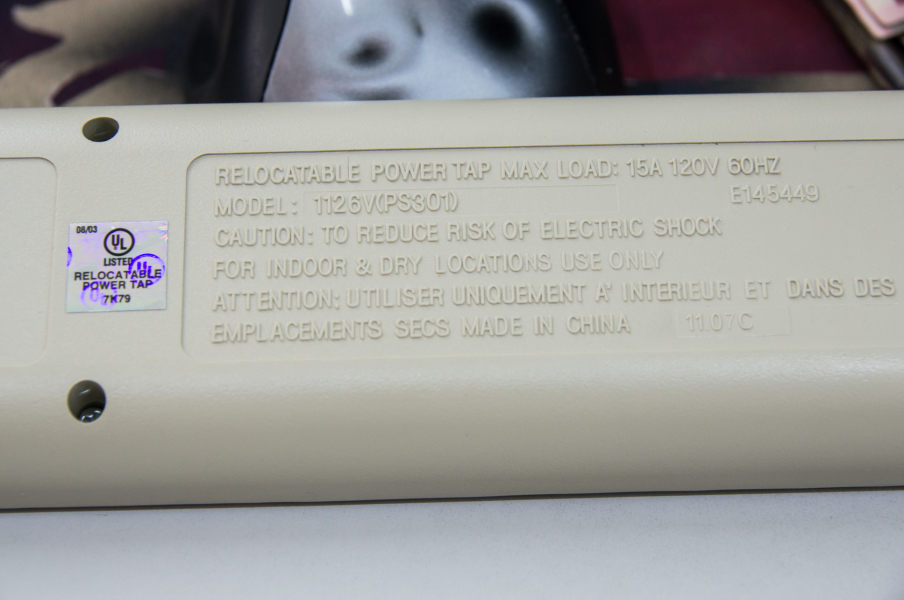 08/03
UL
LISTED
RELOCATABLE
POWER TAP
7K79
RELOCATABLE POWER TAP MAX LOAD: 15A 120V 60HZ
MODEL: 1126V(PS301) E145449
CAUTION: TO REDUCE RISK OF ELECTRIC SHOCK
FOR INDOOR & DRY LOCATIONS USE ONLY
ATTENTION: UTILISER UNIQUEMENT A' INTERIEUR ET DANS DES
EMPLACEMENTS SECS MADE IN CHINA 11.07C